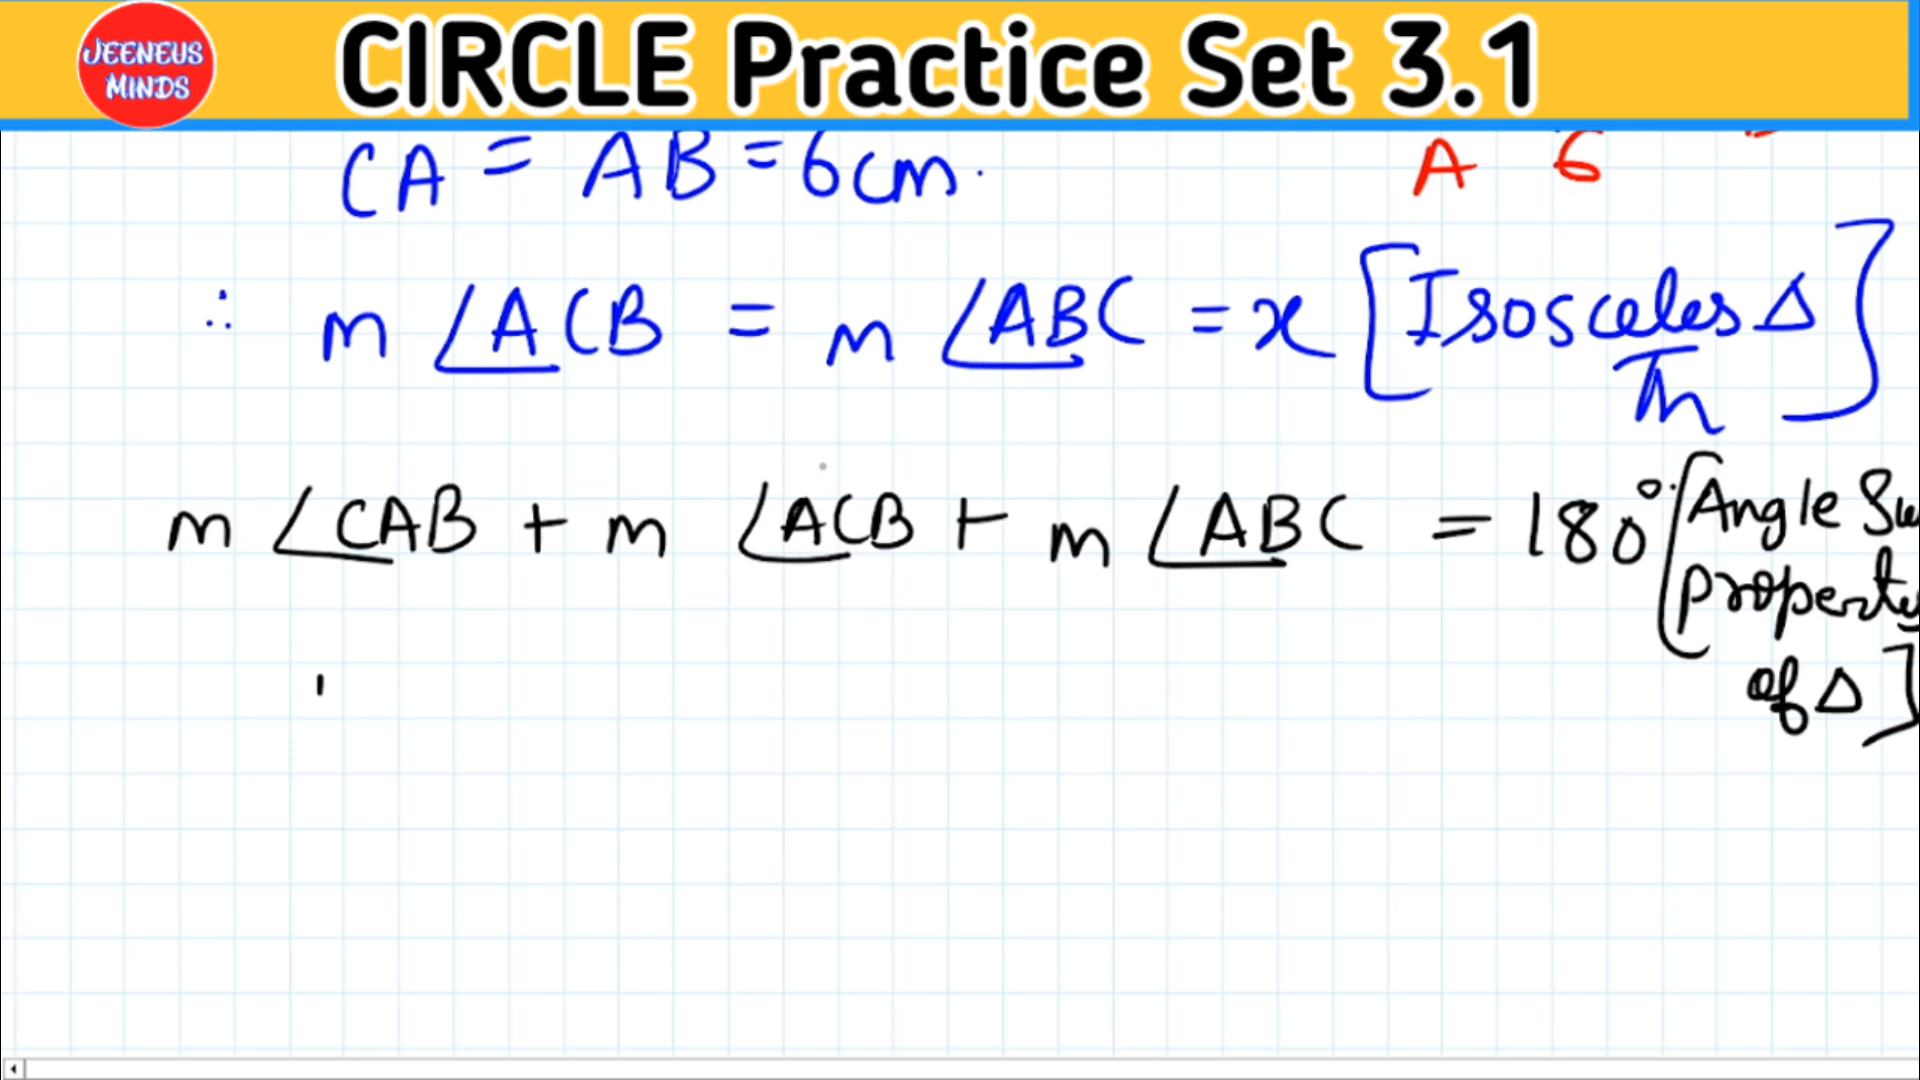 JEENEUS
MINDS
CIRCLE Practice Set 3.1
CA = AB = 6cm.
A 6
∴ m ∠ACB = m ∠ABC = x [Isosceles Δ
Th]
m ∠CAB + m ∠ACB + m ∠ABC = 180°. [Angle Su
property
of Δ]